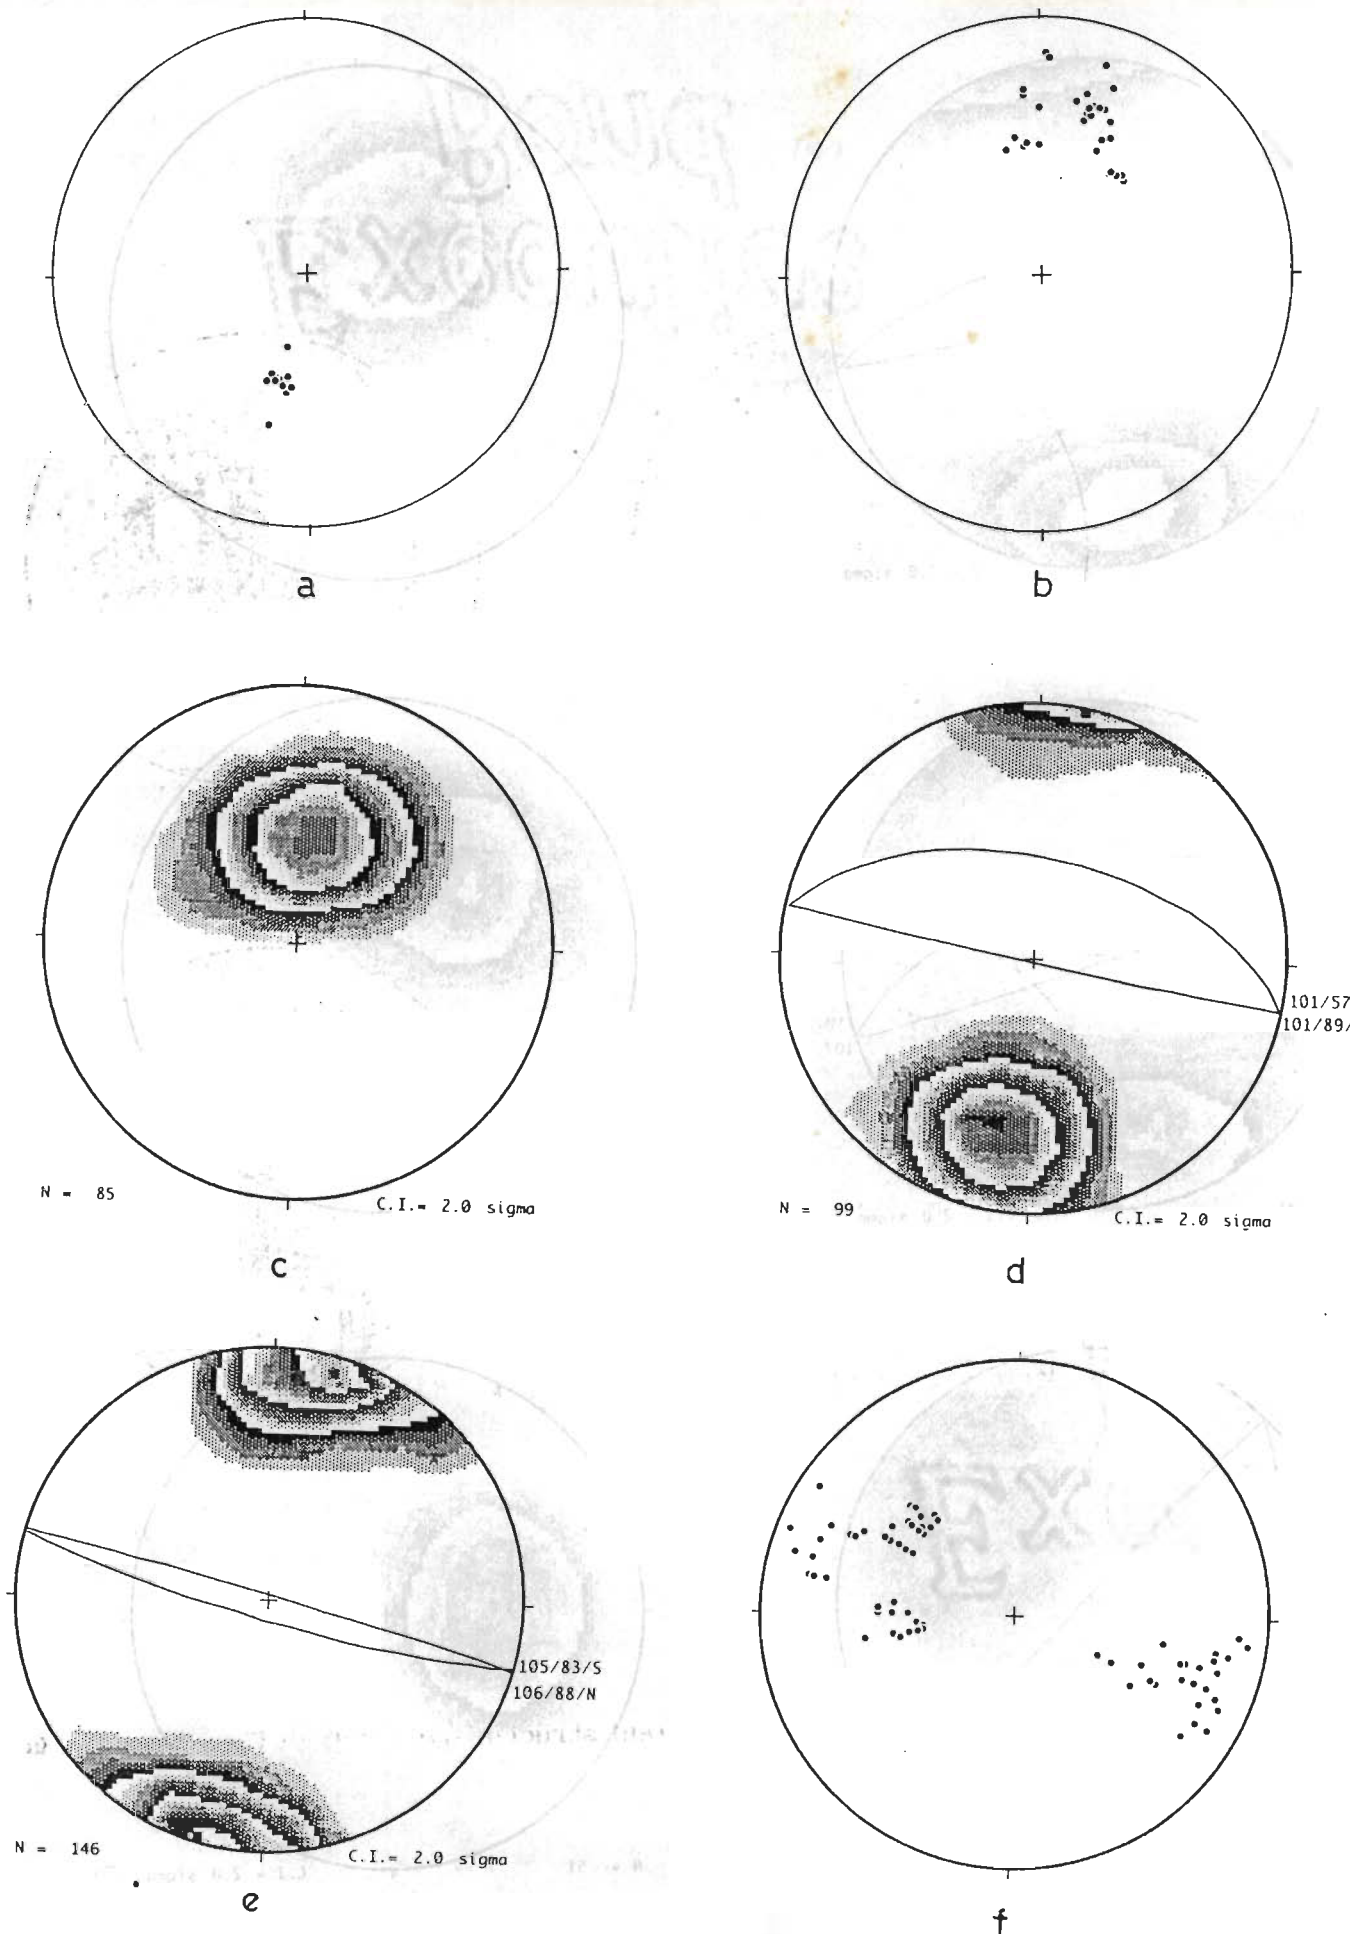 a
b
N = 85
C.I.= 2.0 sigma
c
101/57
101/89/
N = 99
C.I.= 2.0 sigma
d
105/83/S
106/88/N
N = 146
C.I.= 2.0 sigma
e
f